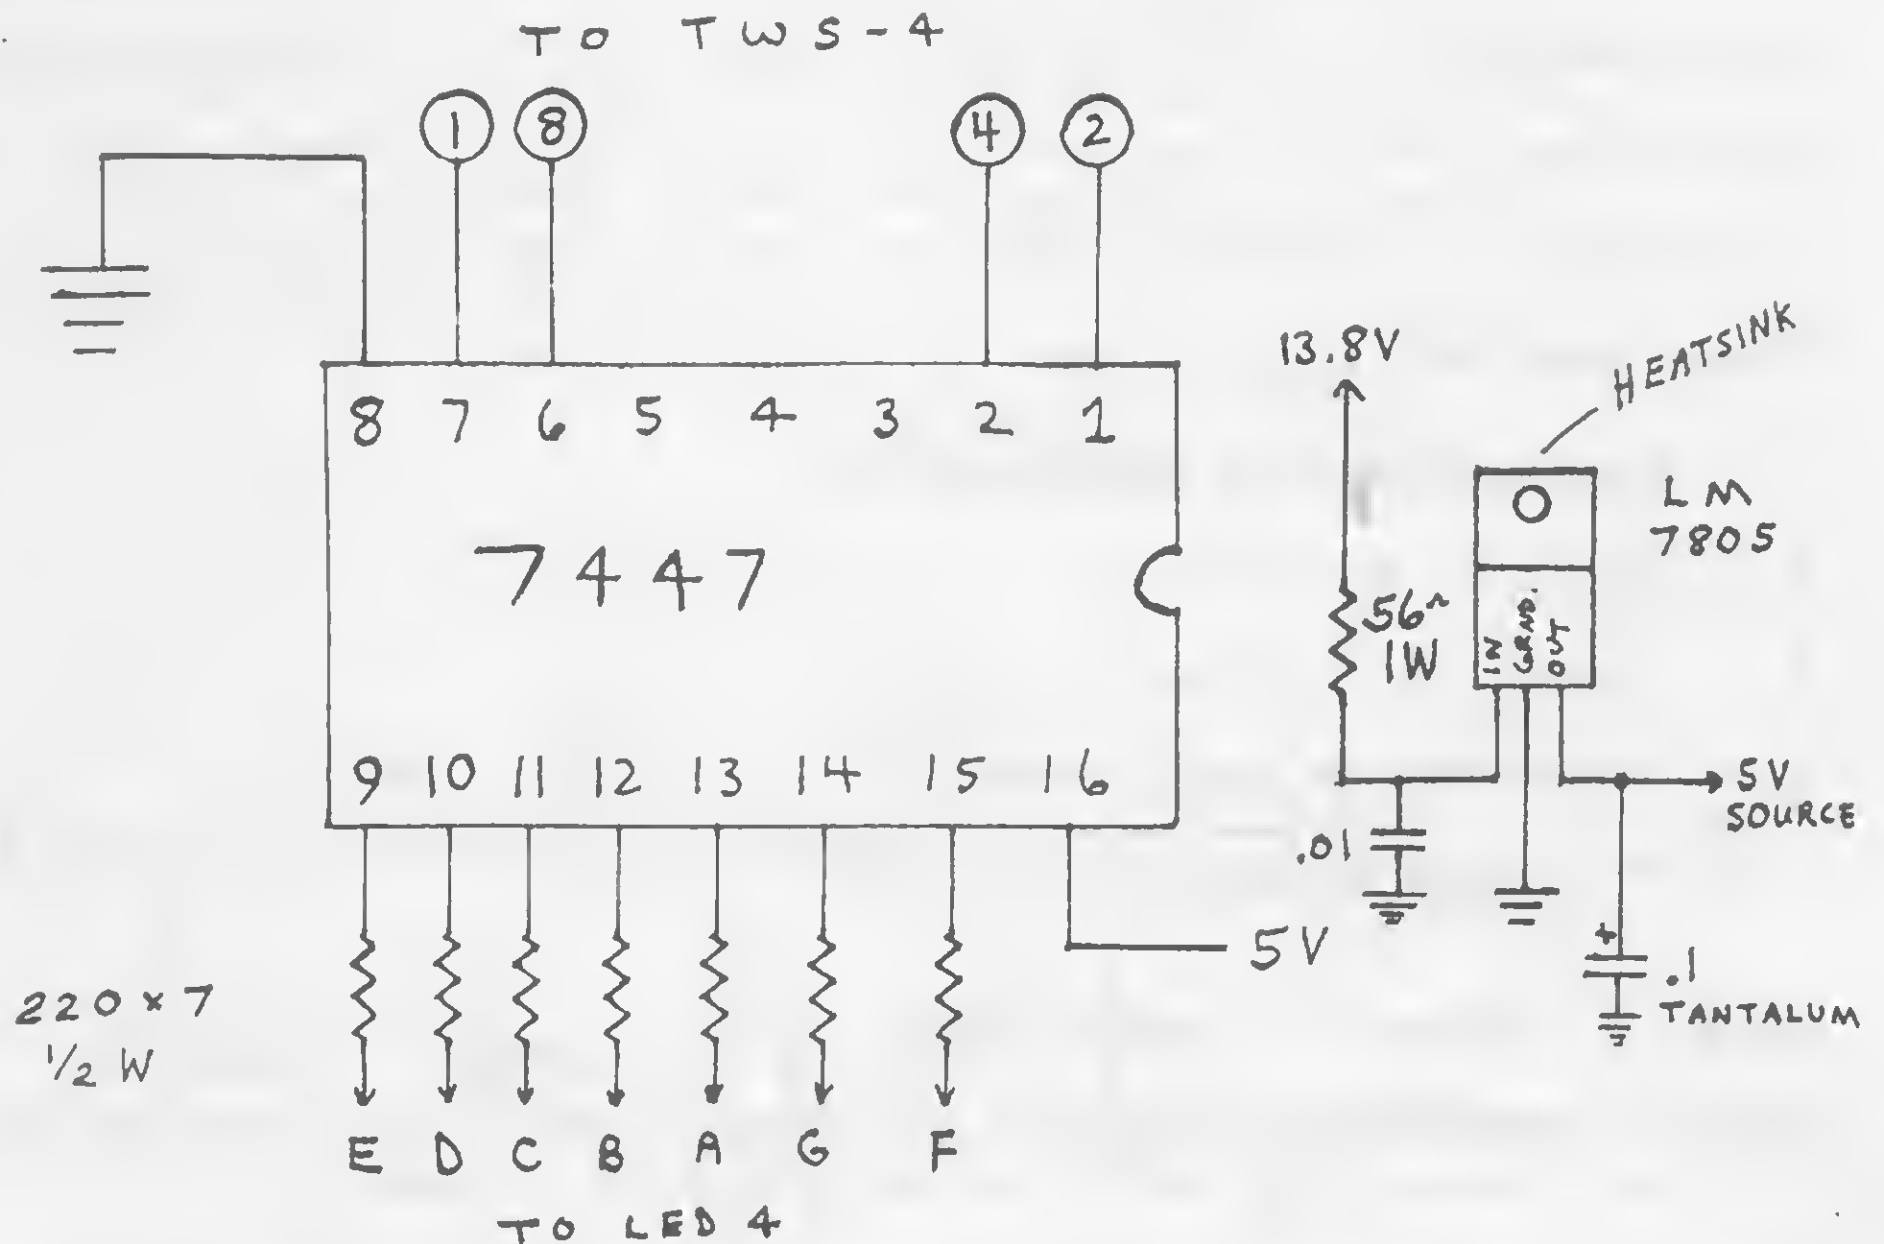 TO TWS-4
1 8 4 2
8 7 6 5 4 3 2 1
7447
9 10 11 12 13 14 15 16
5V
220 x 7
1/2 W
E D C B A G F
TO LED 4
13.8V
HEATSINK
LM
7805
56
1W
IN
GRND.
OUT
5V
SOURCE
.01
+
.1
TANTALUM